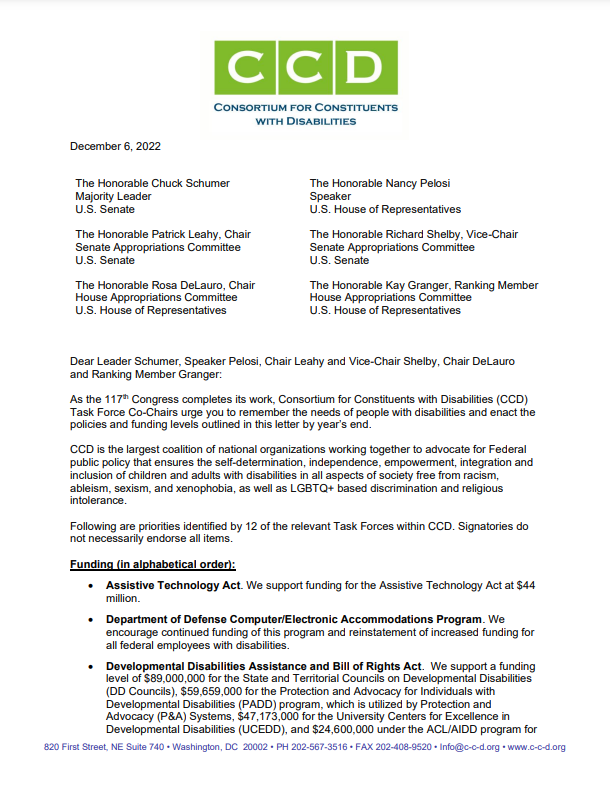 CCD
CONSORTIUM FOR CONSTITUENTS
WITH DISABILITIES
December 6, 2022
The Honorable Chuck Schumer
Majority Leader
U.S. Senate
The Honorable Nancy Pelosi
Speaker
U.S. House of Representatives
The Honorable Patrick Leahy, Chair
Senate Appropriations Committee
U.S. Senate
The Honorable Richard Shelby, Vice-Chair
Senate Appropriations Committee
U.S. Senate
The Honorable Rosa DeLauro, Chair
House Appropriations Committee
U.S. House of Representatives
The Honorable Kay Granger, Ranking Member
House Appropriations Committee
U.S. House of Representatives
Dear Leader Schumer, Speaker Pelosi, Chair Leahy and Vice-Chair Shelby, Chair DeLauro
and Ranking Member Granger:
As the 117th Congress completes its work, Consortium for Constituents with Disabilities (CCD)
Task Force Co-Chairs urge you to remember the needs of people with disabilities and enact the
policies and funding levels outlined in this letter by year's end.
CCD is the largest coalition of national organizations working together to advocate for Federal
public policy that ensures the self-determination, independence, empowerment, integration and
inclusion of children and adults with disabilities in all aspects of society free from racism,
ableism, sexism, and xenophobia, as well as LGBTQ+ based discrimination and religious
intolerance.
Following are priorities identified by 12 of the relevant Task Forces within CCD. Signatories do
not necessarily endorse all items.
Funding (in alphabetical order):
• Assistive Technology Act. We support funding for the Assistive Technology Act at $44
million.
• Department of Defense Computer/Electronic Accommodations Program. We
encourage continued funding of this program and reinstatement of increased funding for
all federal employees with disabilities.
• Developmental Disabilities Assistance and Bill of Rights Act. We support a funding
level of $89,000,000 for the State and Territorial Councils on Developmental Disabilities
(DD Councils), $59,659,000 for the Protection and Advocacy for Individuals with
Developmental Disabilities (PADD) program, which is utilized by Protection and
Advocacy (P&A) Systems, $47,173,000 for the University Centers for Excellence in
Developmental Disabilities (UCEDD), and $24,600,000 under the ACL/AIDD program for
820 First Street, NE Suite 740 • Washington, DC 20002 • PH 202-567-3516 • FAX 202-408-9520 • Info@c-c-d.org • www.c-c-d.org